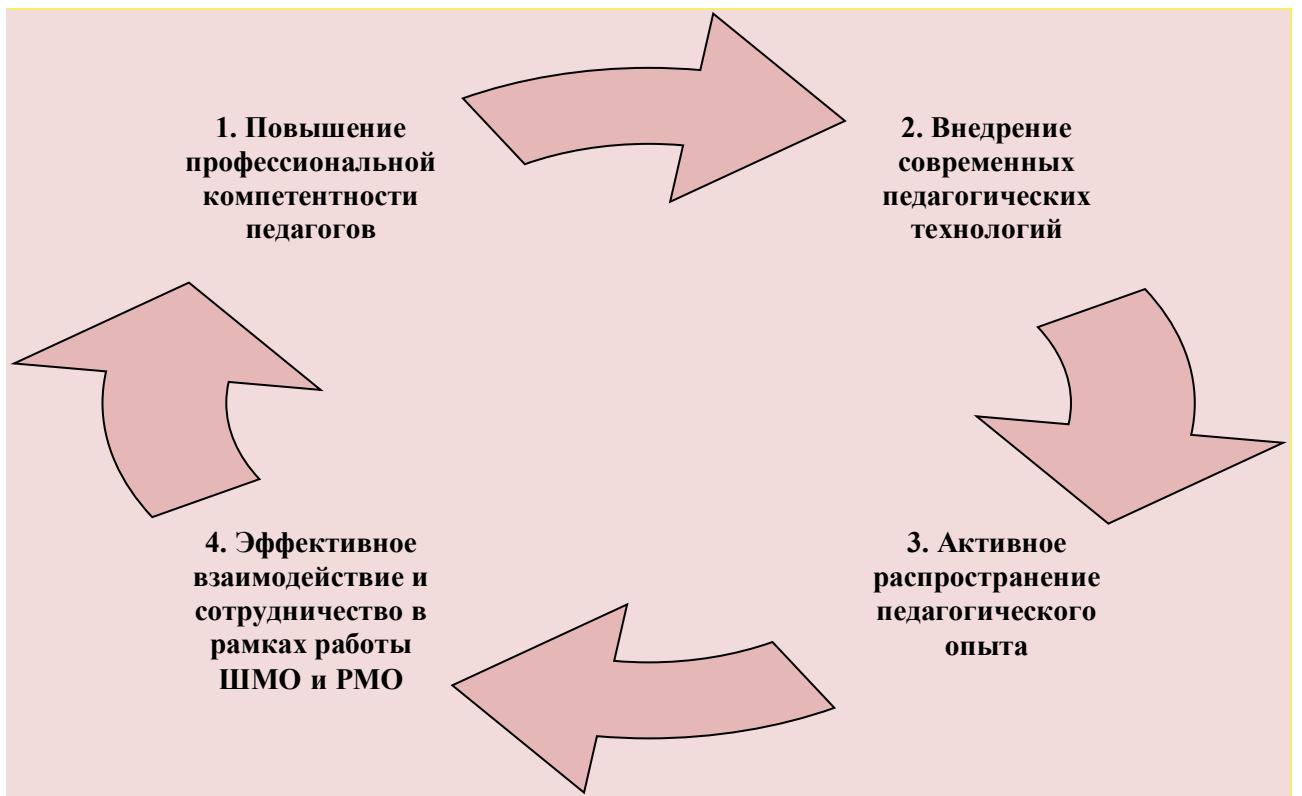 1. Повышение
профессиональной
компетентности
педагогов
2. Внедрение
современных
педагогических
технологий
3. Активное
распространение
педагогического
опыта
4. Эффективное
взаимодействие и
сотрудничество в
рамках работы
ШМО и РМО